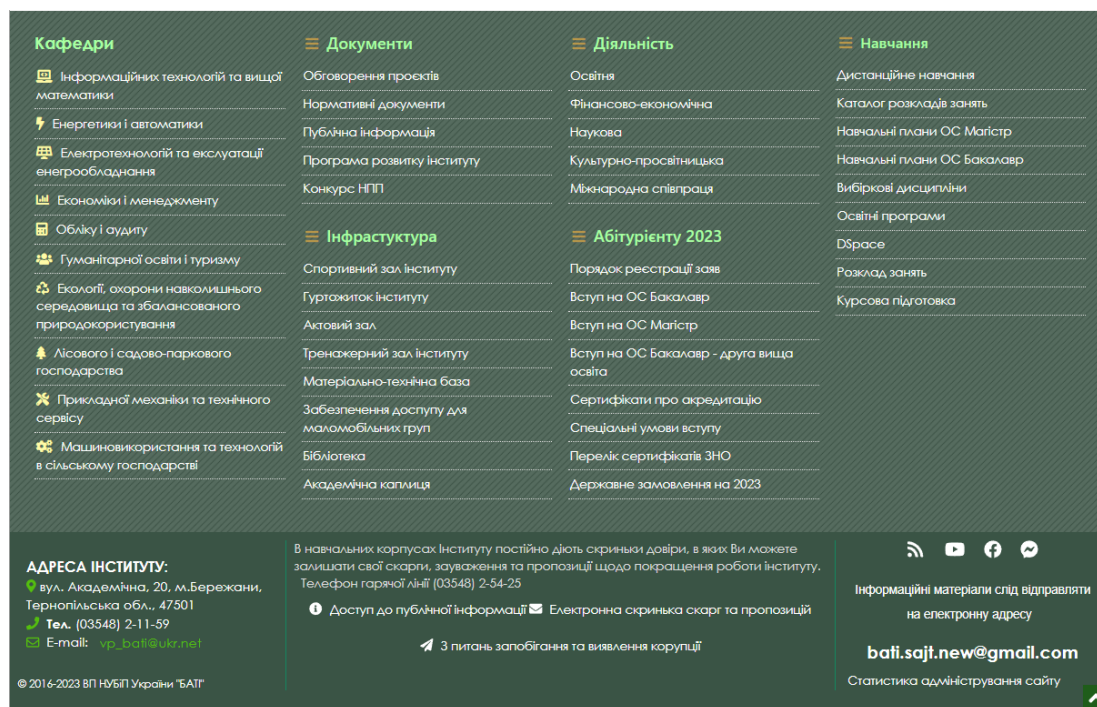 Кафедри
Інформаційних технологій та вищої
математики
Енергетики і автоматики
Електротехнологій та ексуатації
енегрообладнання
Економіки і менеджменту
Обліку і аудиту
Гуманітарної освіти і туризму
Екології, охорони навколишнього
середовища та збалансованого
природокористування
Лісового і садово-паркового
господарства
Прикладної механіки та технічного
сервісу
Машиновикористання та технологій
в сільському господарстві
Документи
Обговорення проєктів
Нормативні документи
Публічна інформація
Програма розвитку інституту
Конкурс НПП
Інфрастуктура
Спортивний зал інституту
Гуртожиток інституту
Актовий зал
Тренажерний зал інституту
Матеріально-технічна база
Забезпечення доспупу для
маломобільних груп
Бібліотека
Академічна каплиця
Діяльність
Освітня
Фінансово-економічна
Наукова
Культурно-просвітницька
Міжнародна співпраця
Абітурієнту 2023
Порядок реєстрації заяв
Вступ на ОС Бакалавр
Вступ на ОС Магістр
Вступ на ОС Бакалавр - друга вища
освіта
Сертифікати про акредитацію
Спеціальні умови вступу
Перелік сертифікатів ЗНО
Державне замовлення на 2023
Навчання
Дистанційне навчання
Каталог розкладів занять
Навчальні плани ОС Магістр
Навчальні плани ОС Бакалавр
Вибіркові дисципліни
Освітні програми
DSpace
Розклад занять
Курсова підготовка
АДРЕСА ІНСТИТУТУ:
вул. Академічна, 20, м.Бережани,
Тернопільська обл., 47501
Тел. (03548) 2-11-59
E-mail: vp_bati@ukr.net
© 2016-2023 ВП НУБіП України "БАТІ"
В навчальних корпусах Інституту постійно діють скриньки довіри, в яких Ви можете
залишати свої скарги, зауваження та пропозиції щодо покращення роботи інституту.
Телефон гарячої лінії (03548) 2-54-25
Доступ до публічної інформації Електронна скринька скарг та пропозицій
З питань запобігання та виявлення корупції
Інформаційні матеріали слід відправляти
на електронну адресу
bati.sajt.new@gmail.com
Статистика адміністрування сайту